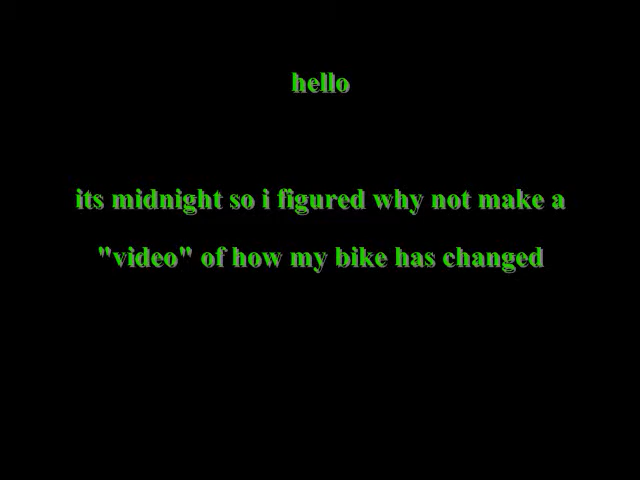 hello
its midnight so i figured why not make a
"video" of how my bike has changed